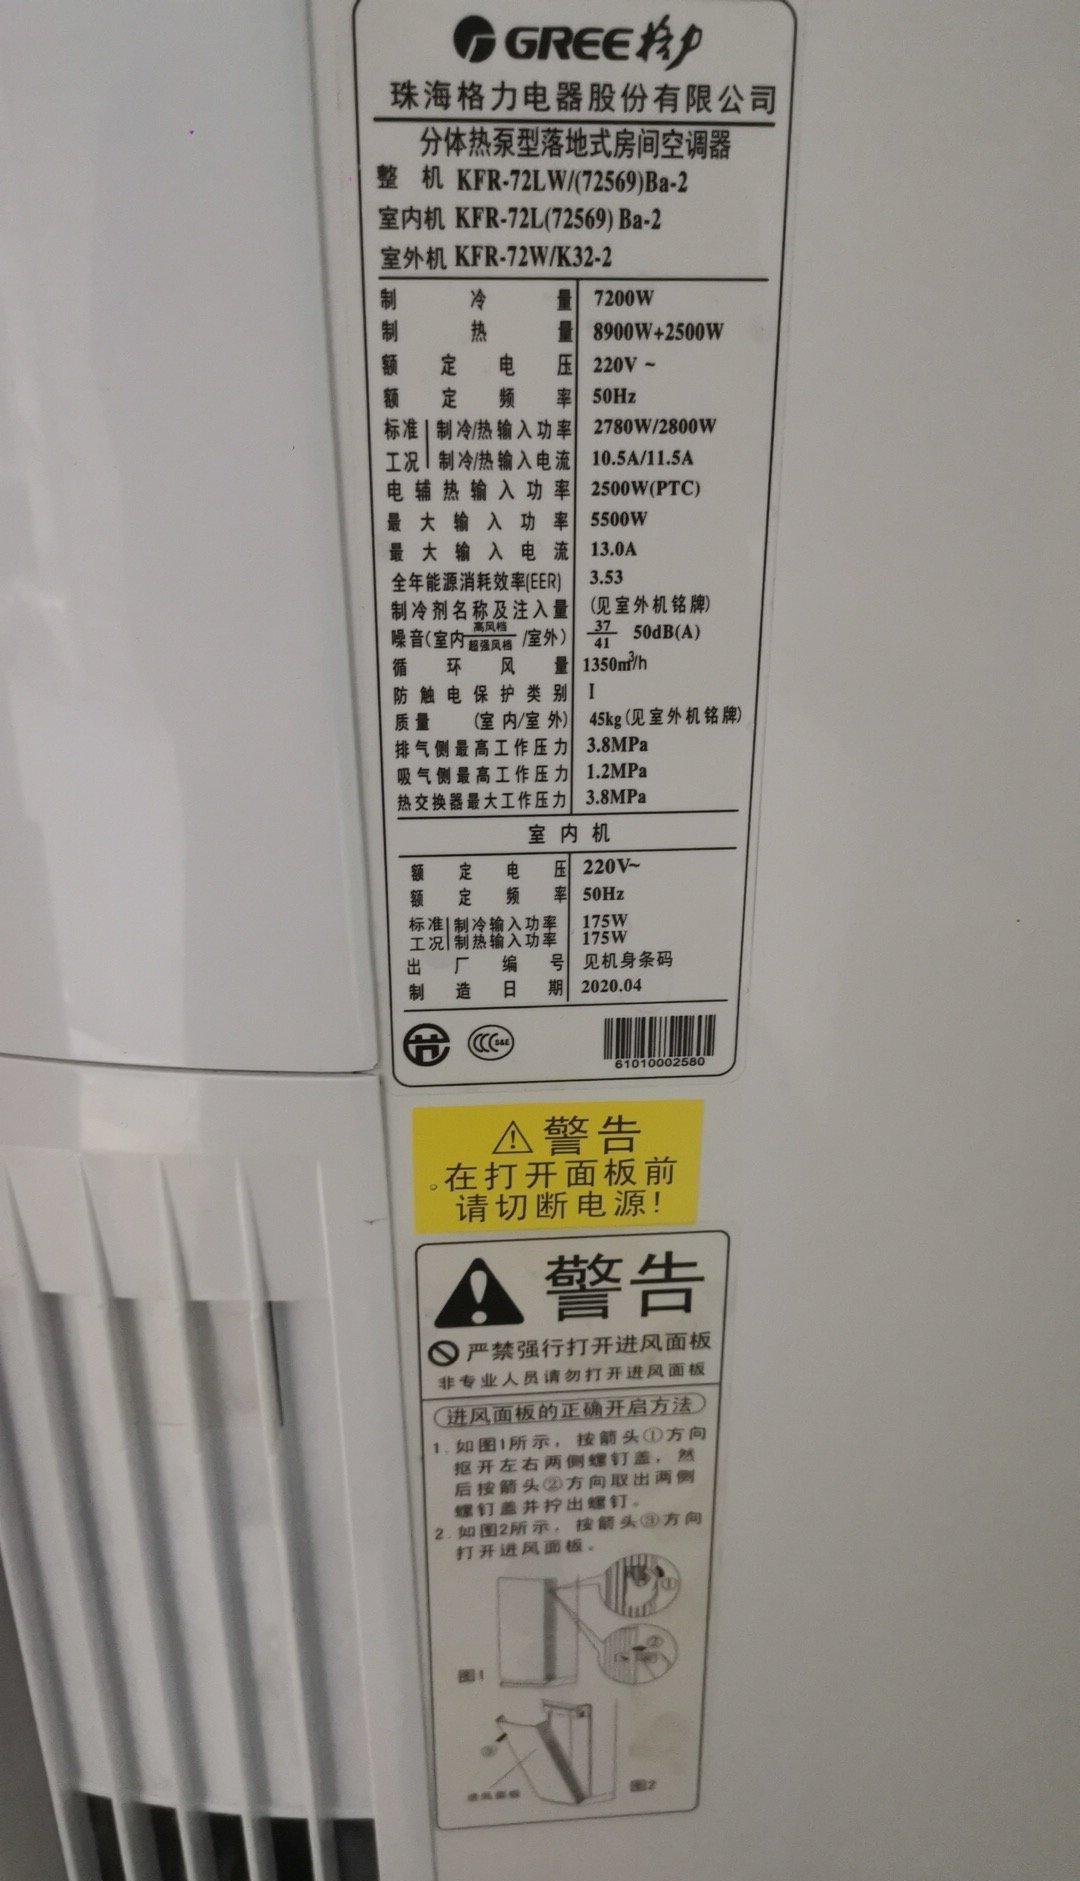 GREE格力
珠海格力电器股份有限公司
分体热泵型落地式房间空调器
整机 KFR-72LW/(72569)Ba-2
室内机 KFR-72L(72569) Ba-2
室外机 KFR-72W/K32-2
制冷量 7200W
制热量 8900W+2500W
额定电压 220V ~
额定频率 50Hz
标准工况 制冷/热输入功率 2780W/2800W
制冷/热输入电流 10.5A/11.5A
电辅热输入功率 2500W(PTC)
最大输入功率 5500W
最大输入电流 13.0A
全年能源消耗效率(EER) 3.53
制冷剂名称及注入量 (见室外机铭牌)
噪音(室内 高风档/超强风档 /室外) 37/41 50dB(A)
循环风量 1350m³/h
防触电保护类别 I
质量 (室内/室外) 45kg(见室外机铭牌)
排气侧最高工作压力 3.8MPa
吸气侧最高工作压力 1.2MPa
热交换器最大工作压力 3.8MPa
室内机
额定电压 220V~
额定频率 50Hz
标准工况 制冷输入功率 175W
制热输入功率 175W
出厂编号 见机身条码
制造日期 2020.04
CCC S&E
61010002580
警告
在打开面板前
请切断电源!
警告
严禁强行打开进风面板
非专业人员请勿打开进风面板
进风面板的正确开启方法
1.如图1所示，按箭头①方向
抠开左右两侧螺钉盖，然
后按箭头②方向取出两侧
螺钉盖并拧出螺钉。
2.如图2所示，按箭头③方向
打开进风面板。
①
②
图1
③
进风面板
图2